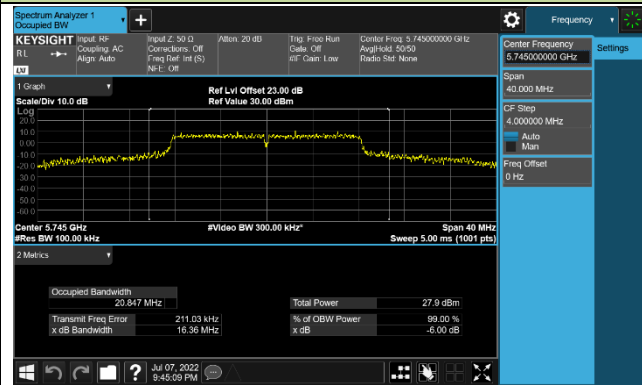 Spectrum Analyzer 1
Occupied BW
Frequency
KEYSIGHT
RL
LXI
Input: RF
Coupling: AC
Align: Auto
Input Z: 50 Ω
Corrections: Off
Freq Ref: Int (S)
NFE: Off
Atten: 20 dB
Trig: Free Run
Gate: Off
#IF Gain: Low
Center Freq: 5.745000000 GHz
Avg|Hold: 50/50
Radio Std: None
Center Frequency
5.745000000 GHz
Settings
Span
40.000 MHz
CF Step
4.000000 MHz
Auto
Man
Freq Offset
0 Hz
1 Graph
Scale/Div 10.0 dB
Ref Lvl Offset 23.00 dB
Ref Value 30.00 dBm
Log
20.0
10.0
0.00
-10.0
-20.0
-30.0
-40.0
-50.0
-60.0
Center 5.745 GHz
#Res BW 100.00 kHz
#Video BW 300.00 kHz*
Span 40 MHz
Sweep 5.00 ms (1001 pts)
2 Metrics
Occupied Bandwidth
20.847 MHz
Total Power 27.9 dBm
Transmit Freq Error 211.03 kHz
% of OBW Power 99.00 %
x dB Bandwidth 16.36 MHz
x dB -6.00 dB
?
Jul 07, 2022
9:45:09 PM